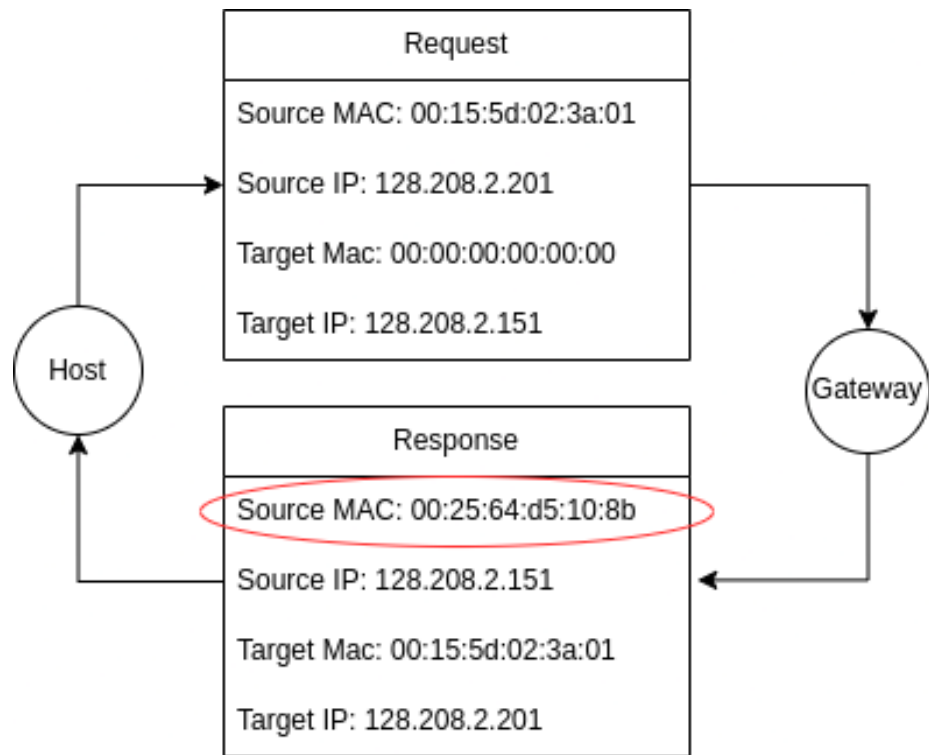 Request
Source MAC: 00:15:5d:02:3a:01
Source IP: 128.208.2.201
Target Mac: 00:00:00:00:00:00
Target IP: 128.208.2.151
Host
Gateway
Response
Source MAC: 00:25:64:d5:10:8b
Source IP: 128.208.2.151
Target Mac: 00:15:5d:02:3a:01
Target IP: 128.208.2.201